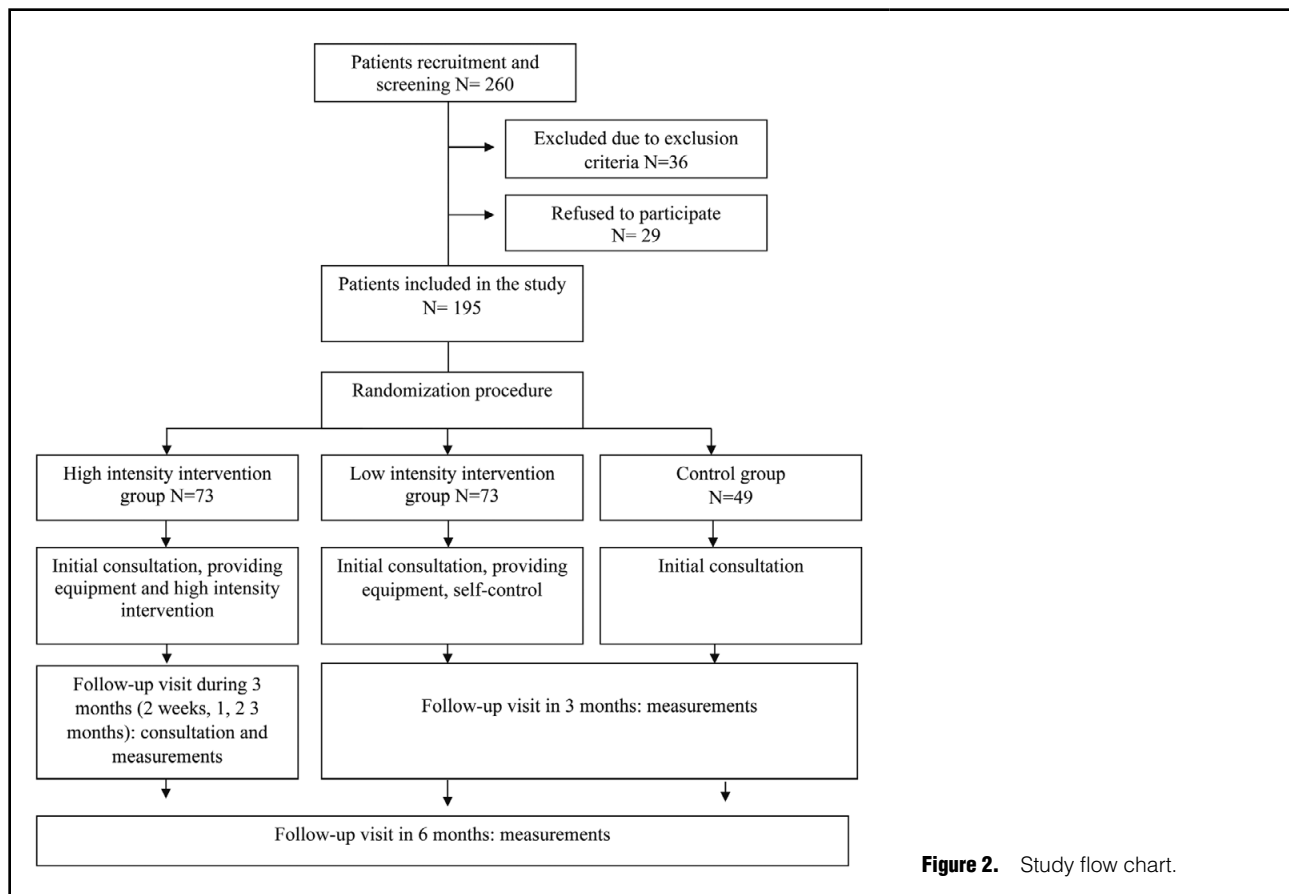 Patients recruitment and
screening N= 260
Excluded due to exclusion
criteria N=36
Refused to participate
N= 29
Patients included in the study
N= 195
Randomization procedure
High intensity intervention
group N=73
Low intensity intervention
group N=73
Control group
N=49
Initial consultation, providing
equipment and high intensity
intervention
Initial consultation, providing
equipment, self-control
Initial consultation
Follow-up visit during 3
months (2 weeks, 1, 2 3
months): consultation and
measurements
Follow-up visit in 3 months: measurements
Follow-up visit in 6 months: measurements
Figure 2. Study flow chart.